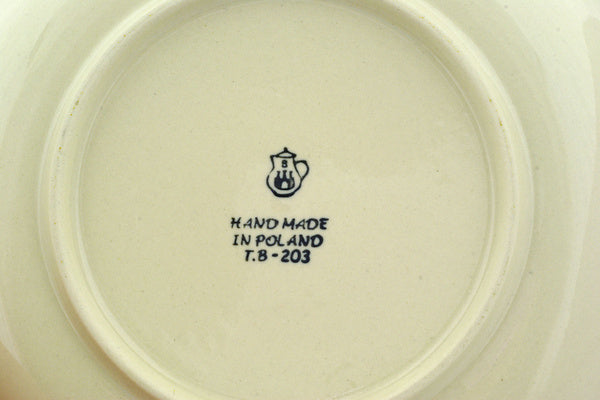 B
HAND MADE
IN POLAND
T.B-203